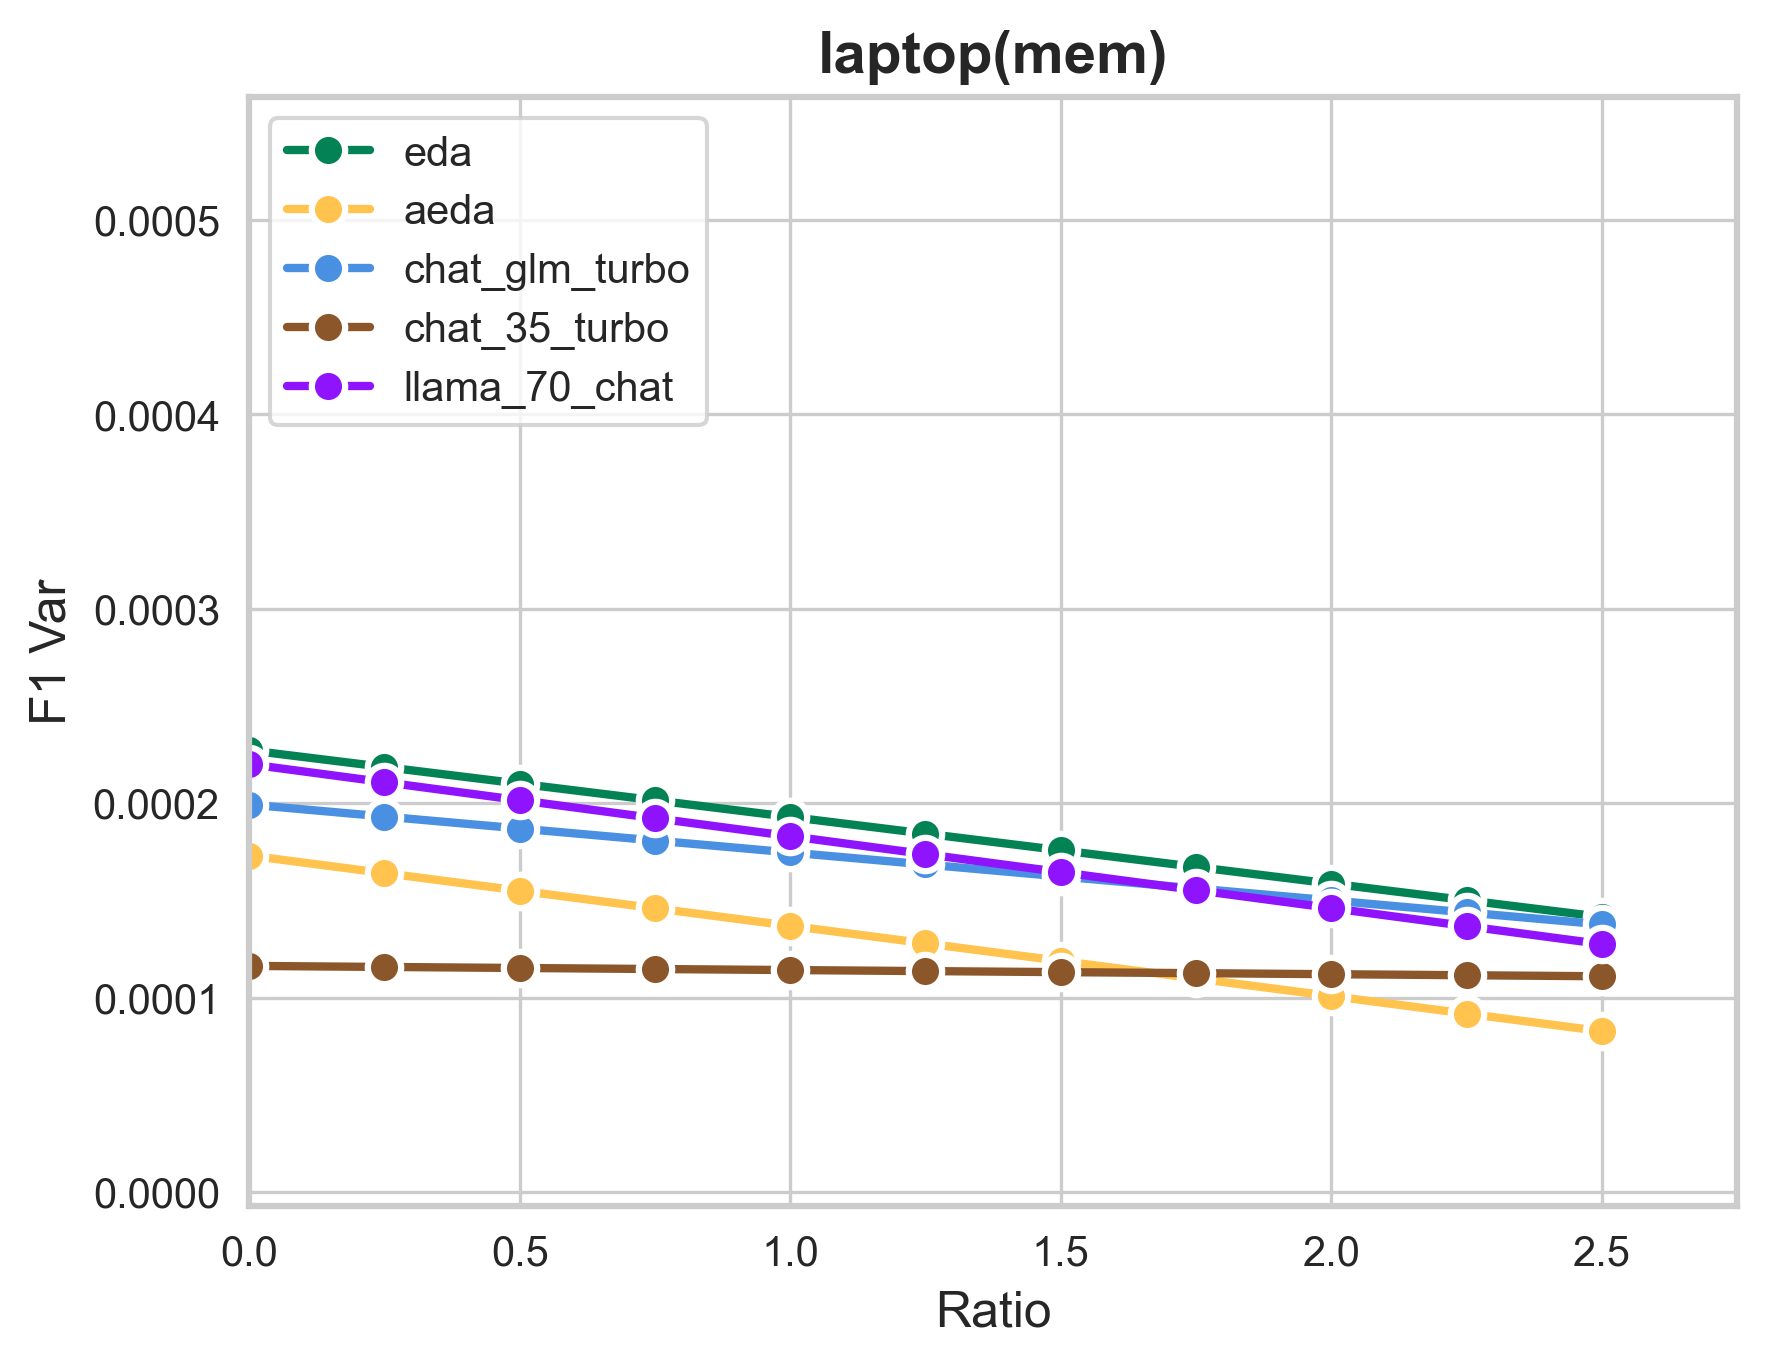 laptop(mem)
eda
aeda
chat_glm_turbo
chat_35_turbo
llama_70_chat
0.0005
0.0004
0.0003
0.0002
0.0001
0.0000
F1 Var
0.0 0.5 1.0 1.5 2.0 2.5
Ratio